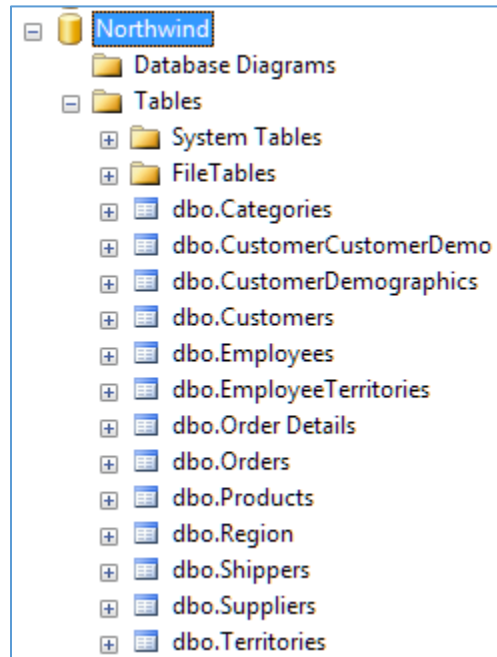 Northwind
Database Diagrams
Tables
System Tables
FileTables
dbo.Categories
dbo.CustomerCustomerDemo
dbo.CustomerDemographics
dbo.Customers
dbo.Employees
dbo.EmployeeTerritories
dbo.Order Details
dbo.Orders
dbo.Products
dbo.Region
dbo.Shippers
dbo.Suppliers
dbo.Territories